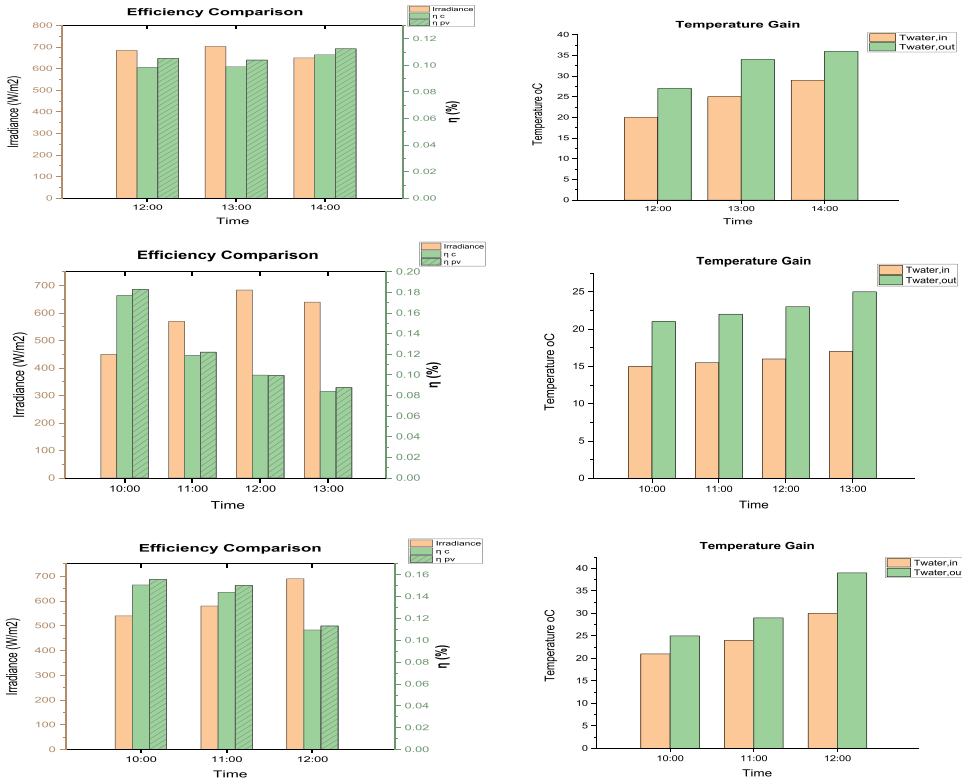 Efficiency Comparison
Irradiance
η c
η pv
800
700
600
500
400
300
200
100
0
0.12
0.10
0.08
0.06
0.04
0.02
0.00
Irradiance (W/m2)
η (%)
12:00 13:00 14:00
Time
Temperature Gain
Twater,in
Twater,out
40
35
30
25
20
15
10
5
0
Temperature oC
12:00 13:00 14:00
Time
Efficiency Comparison
Irradiance
η c
η pv
700
600
500
400
300
200
100
0
0.20
0.18
0.16
0.14
0.12
0.10
0.08
0.06
0.04
0.02
0.00
Irradiance (W/m2)
η (%)
10:00 11:00 12:00 13:00
Time
Temperature Gain
Twater,in
Twater,out
25
20
15
10
5
0
Temperature oC
10:00 11:00 12:00 13:00
Time
Efficiency Comparison
Irradiance
η c
η pv
700
600
500
400
300
200
100
0
0.16
0.14
0.12
0.10
0.08
0.06
0.04
0.02
0.00
Irradiance (W/m2)
η (%)
10:00 11:00 12:00
Time
Temperature Gain
Twater,in
Twater,ou
40
35
30
25
20
15
10
5
0
Temperature oC
10:00 11:00 12:00
Time